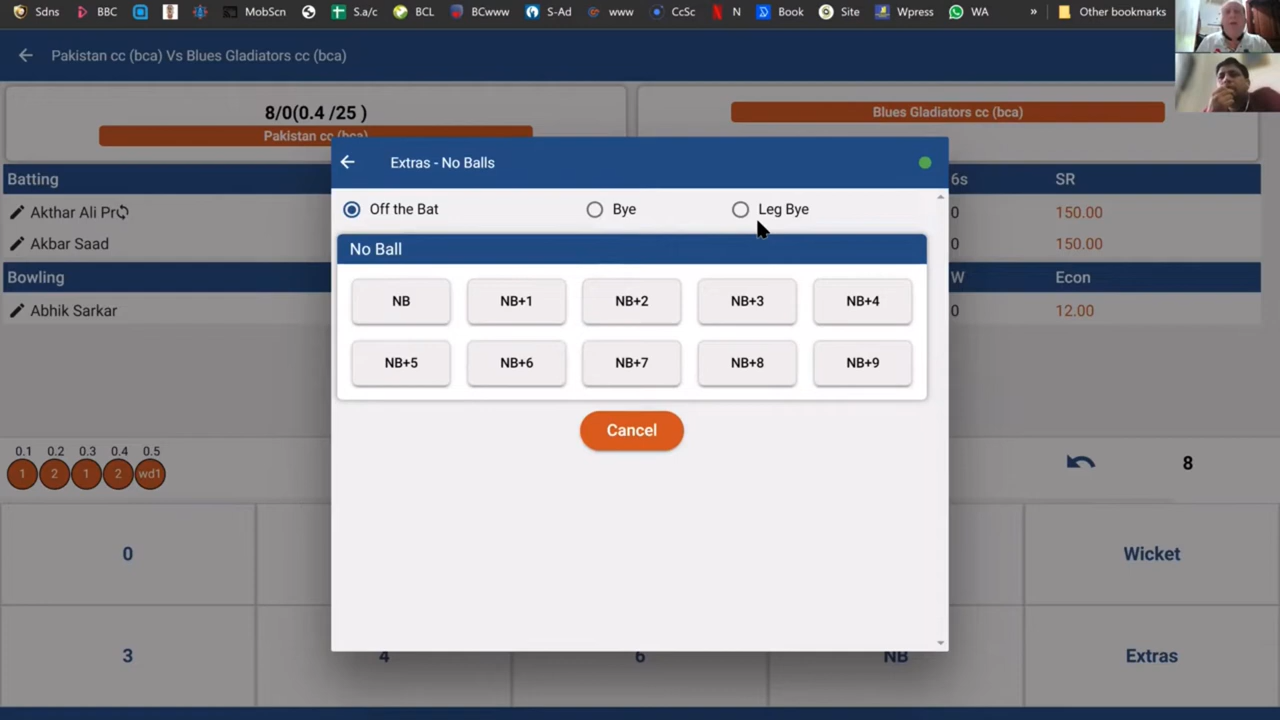 Sdns BBC MobScn S.a/c BCL BCwww S-Ad www CcSc N Book Site Wpress WA » Other bookmarks
Pakistan cc (bca) Vs Blues Gladiators cc (bca)
8/0(0.4 /25 )
Pakistan cc (bca)
Blues Gladiators cc (bca)
Batting 6s SR
Akthar Ali Pr 0 150.00
Akbar Saad 0 150.00
Bowling W Econ
Abhik Sarkar 0 12.00
Extras - No Balls
Off the Bat Bye Leg Bye
No Ball
NB NB+1 NB+2 NB+3 NB+4
NB+5 NB+6 NB+7 NB+8 NB+9
Cancel
0.1 0.2 0.3 0.4 0.5
1 2 1 2 wd1
8
0 Wicket
3 4 6 NB Extras